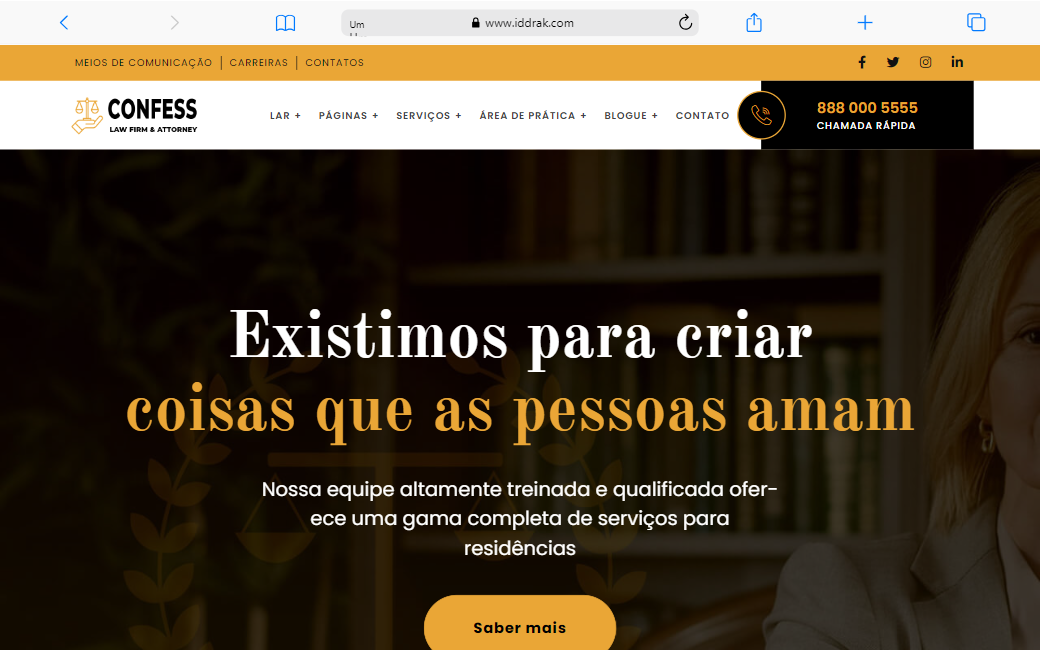 Um
www.iddrak.com
MEIOS DE COMUNICAÇÃO | CARREIRAS | CONTATOS
CONFESS
LAW FIRM & ATTORNEY
LAR + PÁGINAS + SERVIÇOS + ÁREA DE PRÁTICA + BLOGUE + CONTATO
888 000 5555
CHAMADA RÁPIDA
Existimos para criar
coisas que as pessoas amam
Nossa equipe altamente treinada e qualificada ofer-
ece uma gama completa de serviços para
residências
Saber mais